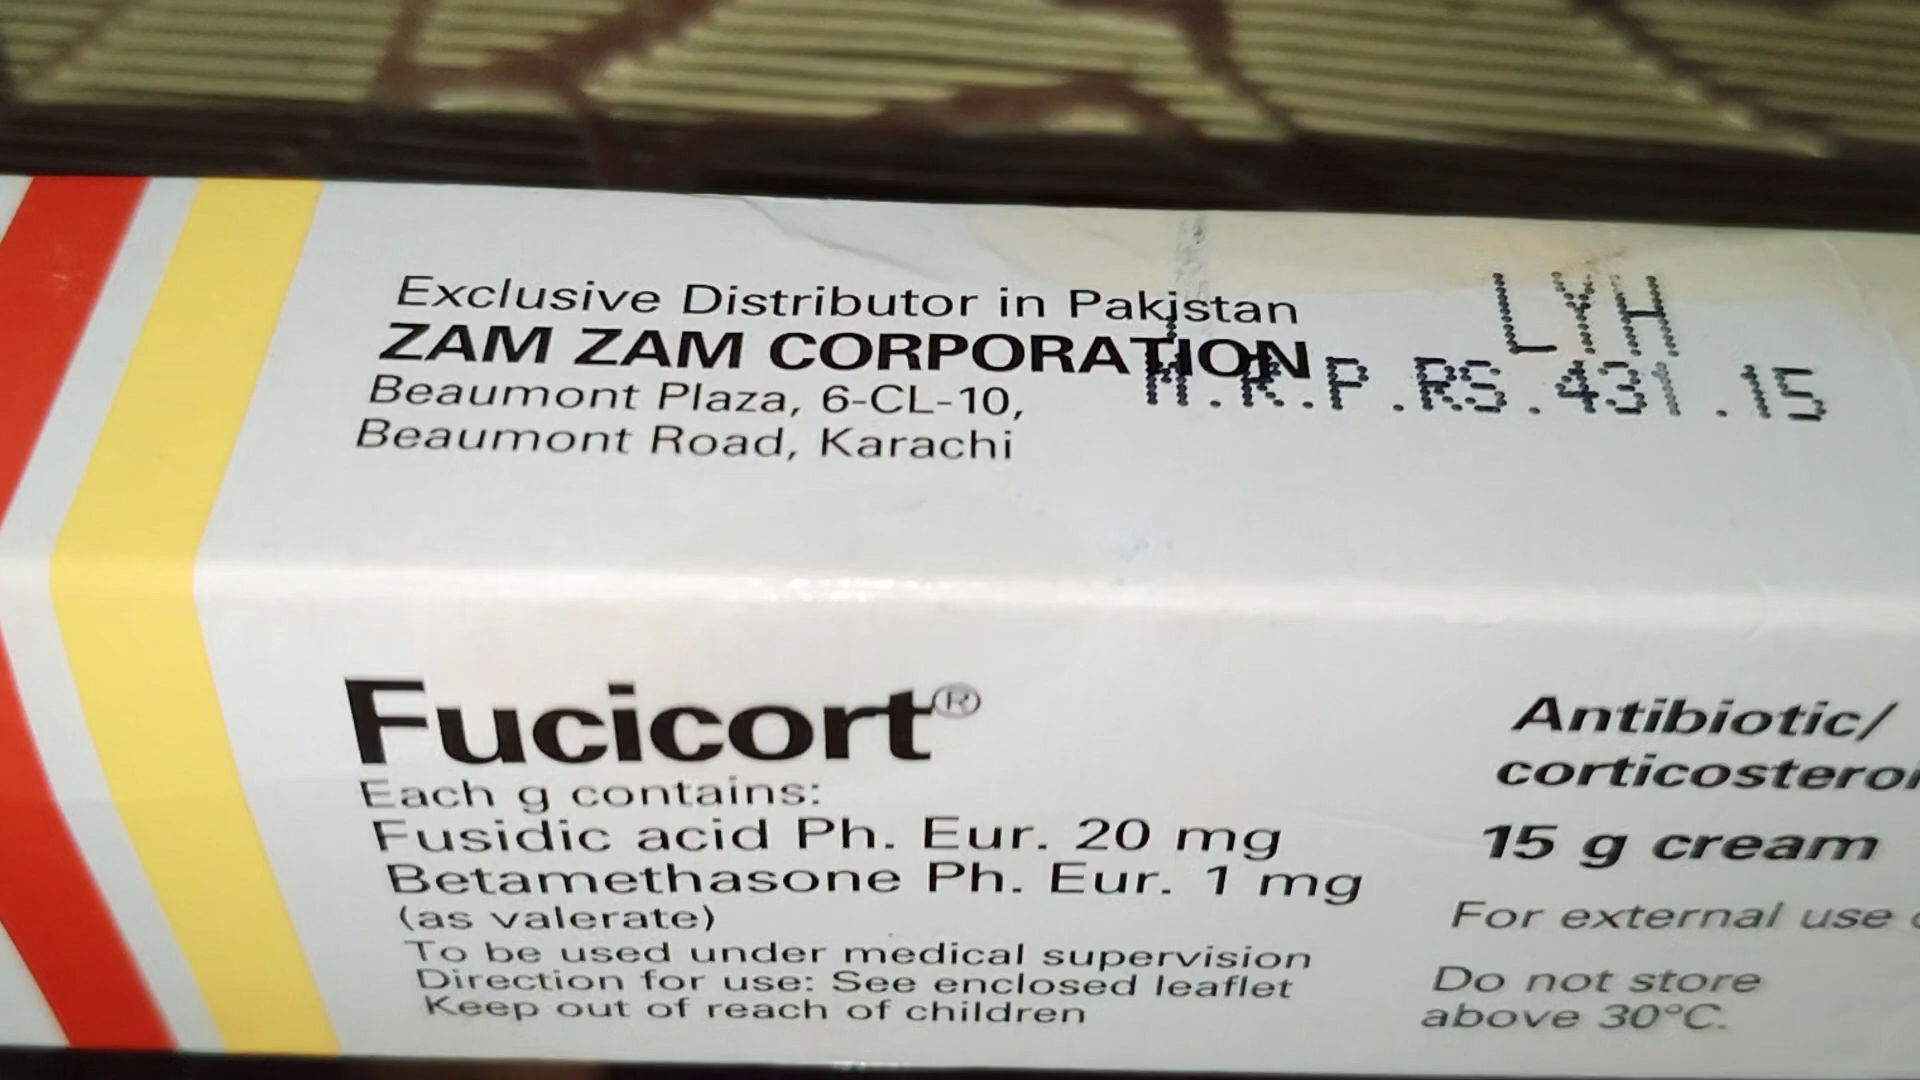 Exclusive Distributor in Pakistan
ZAM ZAM CORPORATION
Beaumont Plaza, 6-CL-10,
Beaumont Road, Karachi
M.R.P.RS.431.15
Fucicort®
Each g contains:
Fusidic acid Ph. Eur. 20 mg
Betamethasone Ph. Eur. 1 mg
(as valerate)
To be used under medical supervision
Direction for use: See enclosed leaflet
Keep out of reach of children
Antibiotic/
15 g cream
For external use
Do not store
above 30°C.